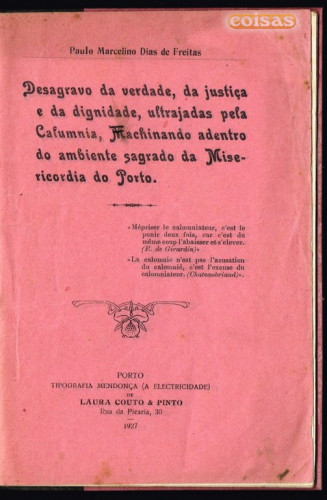 coisas
Paulo Marcelino Dias de Freitas
Desagravo da verdade, da justiça
e da dignidade, ultrajadas pela
Calumnia, Machinando adentro
do ambiente sagrado da Mise-
ricordia do Porto.
«Mépriser le calomniateur, c'est le
punir deux fois, car c'est du
même coup l'abaisser et s'elever.
(E. de Girardin)»
«La calomnie n'est pas l'acusation
du calomnié, c'est l'excuse du
calomniateur. (Chateaubriand)».
PORTO
TIPOGRAFIA MENDONÇA (A ELECTRICIDADE)
DE
LAURA COUTO & PINTO
Rua da Picaria, 30
1927